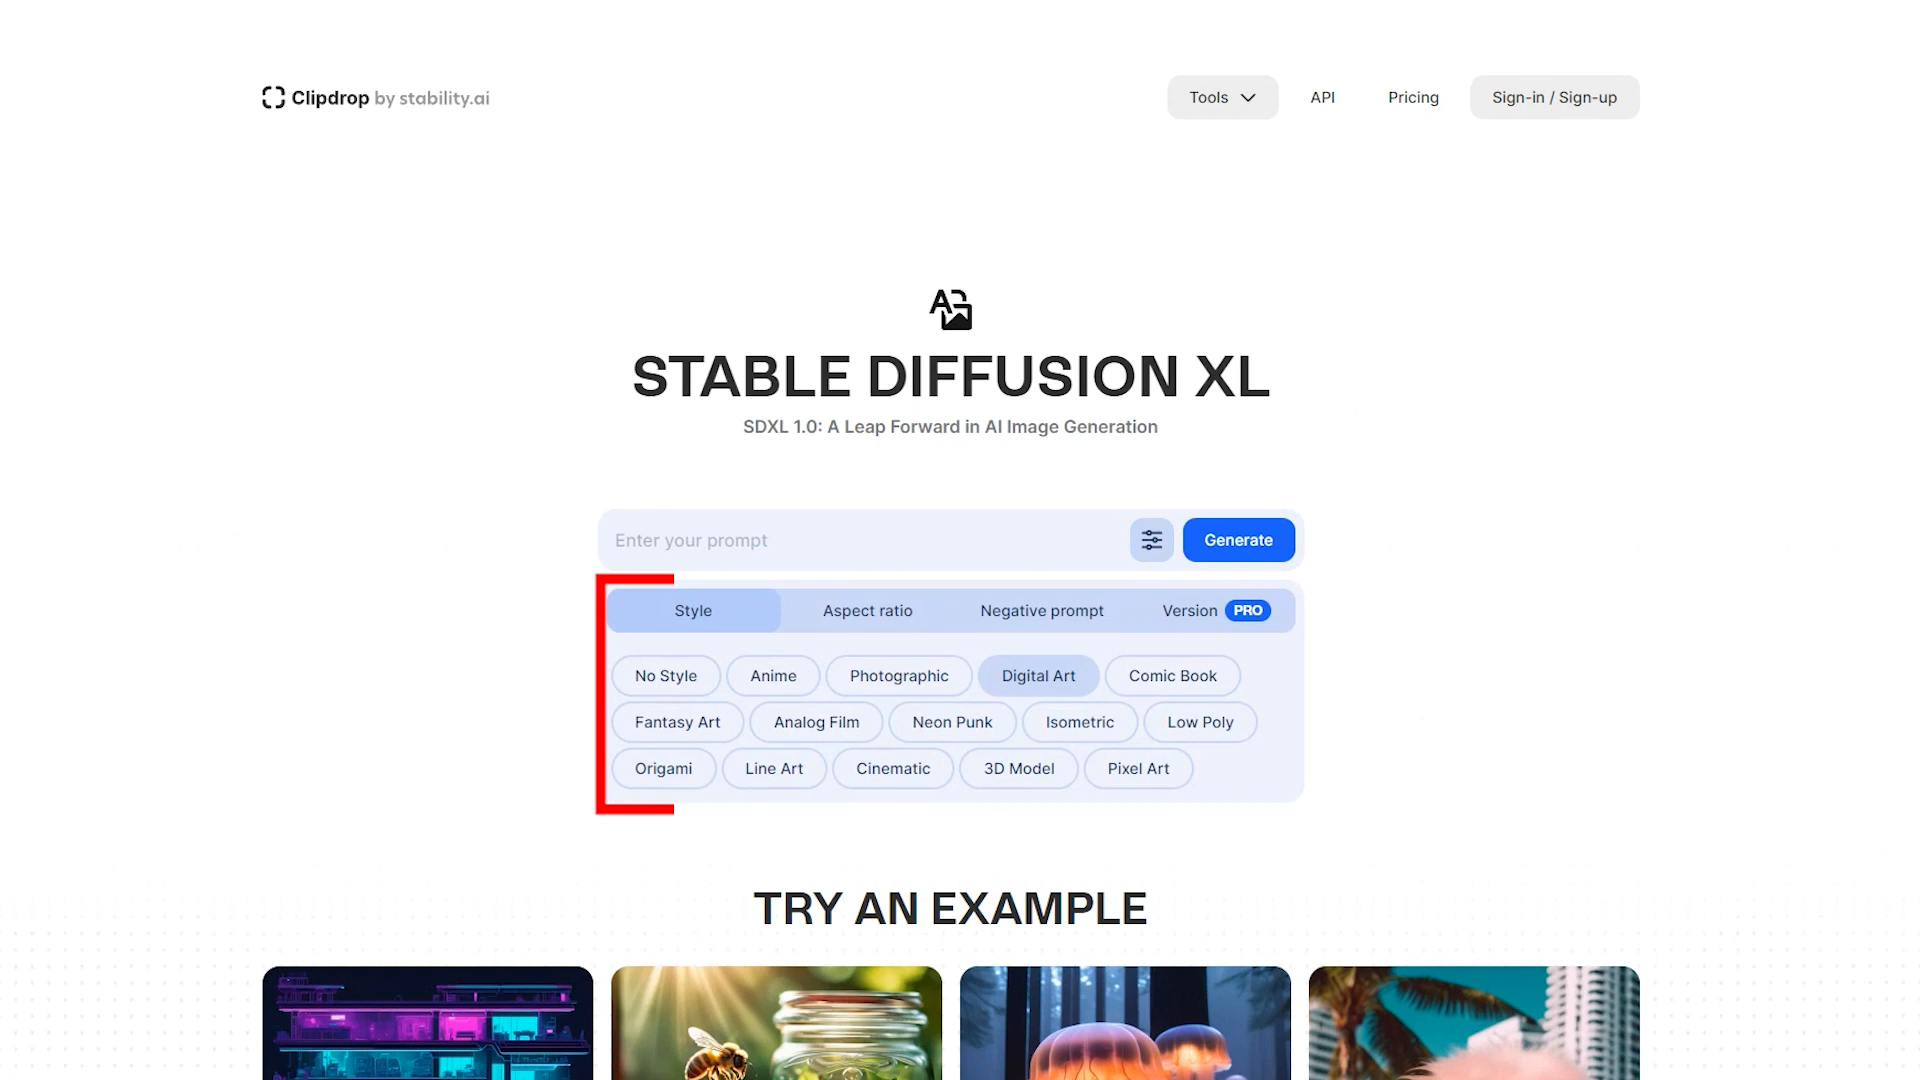 Clipdrop by stability.ai
Tools API Pricing Sign-in / Sign-up
STABLE DIFFUSION XL
SDXL 1.0: A Leap Forward in AI Image Generation
Enter your prompt Generate
Style Aspect ratio Negative prompt Version PRO
No Style Anime Photographic Digital Art Comic Book
Fantasy Art Analog Film Neon Punk Isometric Low Poly
Origami Line Art Cinematic 3D Model Pixel Art
TRY AN EXAMPLE